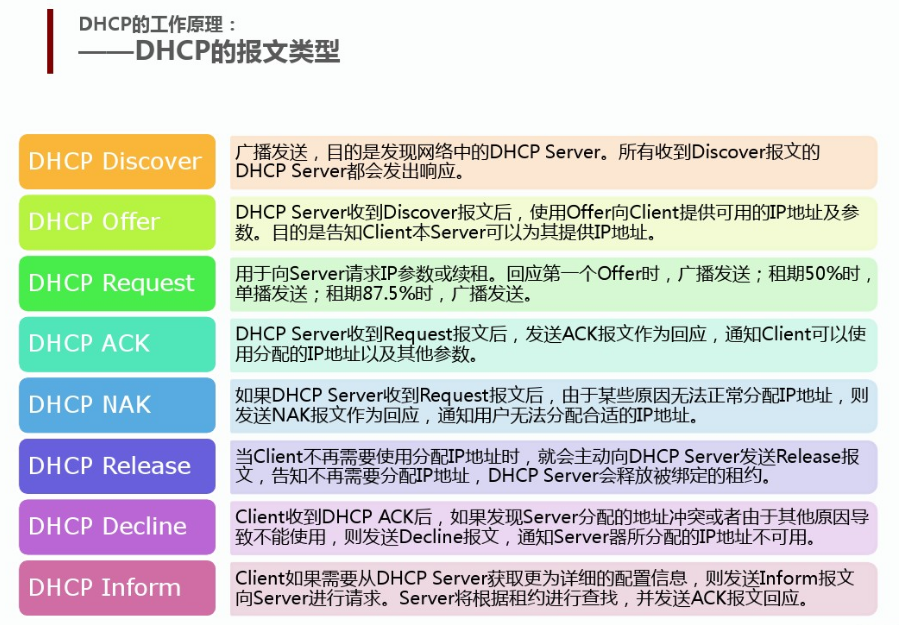 DHCP的工作原理：
——DHCP的报文类型
DHCP Discover
广播发送，目的是发现网络中的DHCP Server。所有收到Discover报文的
DHCP Server都会发出响应。
DHCP Offer
DHCP Server收到Discover报文后，使用Offer向Client提供可用的IP地址及参
数。目的是告知Client本Server可以为其提供IP地址。
DHCP Request
用于向Server请求IP参数或续租。回应第一个Offer时，广播发送；租期50%时，
单播发送；租期87.5%时，广播发送。
DHCP ACK
DHCP Server收到Request报文后，发送ACK报文作为回应，通知Client可以使
用分配的IP地址以及其他参数。
DHCP NAK
如果DHCP Server收到Request报文后，由于某些原因无法正常分配IP地址，则
发送NAK报文作为回应，通知用户无法分配合适的IP地址。
DHCP Release
当Client不再需要使用分配IP地址时，就会主动向DHCP Server发送Release报
文，告知不再需要分配IP地址，DHCP Server会释放被绑定的租约。
DHCP Decline
Client收到DHCP ACK后，如果发现Server分配的地址冲突或者由于其他原因导
致不能使用，则发送Decline报文，通知Server器所分配的IP地址不可用。
DHCP Inform
Client如果需要从DHCP Server获取更为详细的配置信息，则发送Inform报文
向Server进行请求。Server将根据租约进行查找，并发送ACK报文回应。